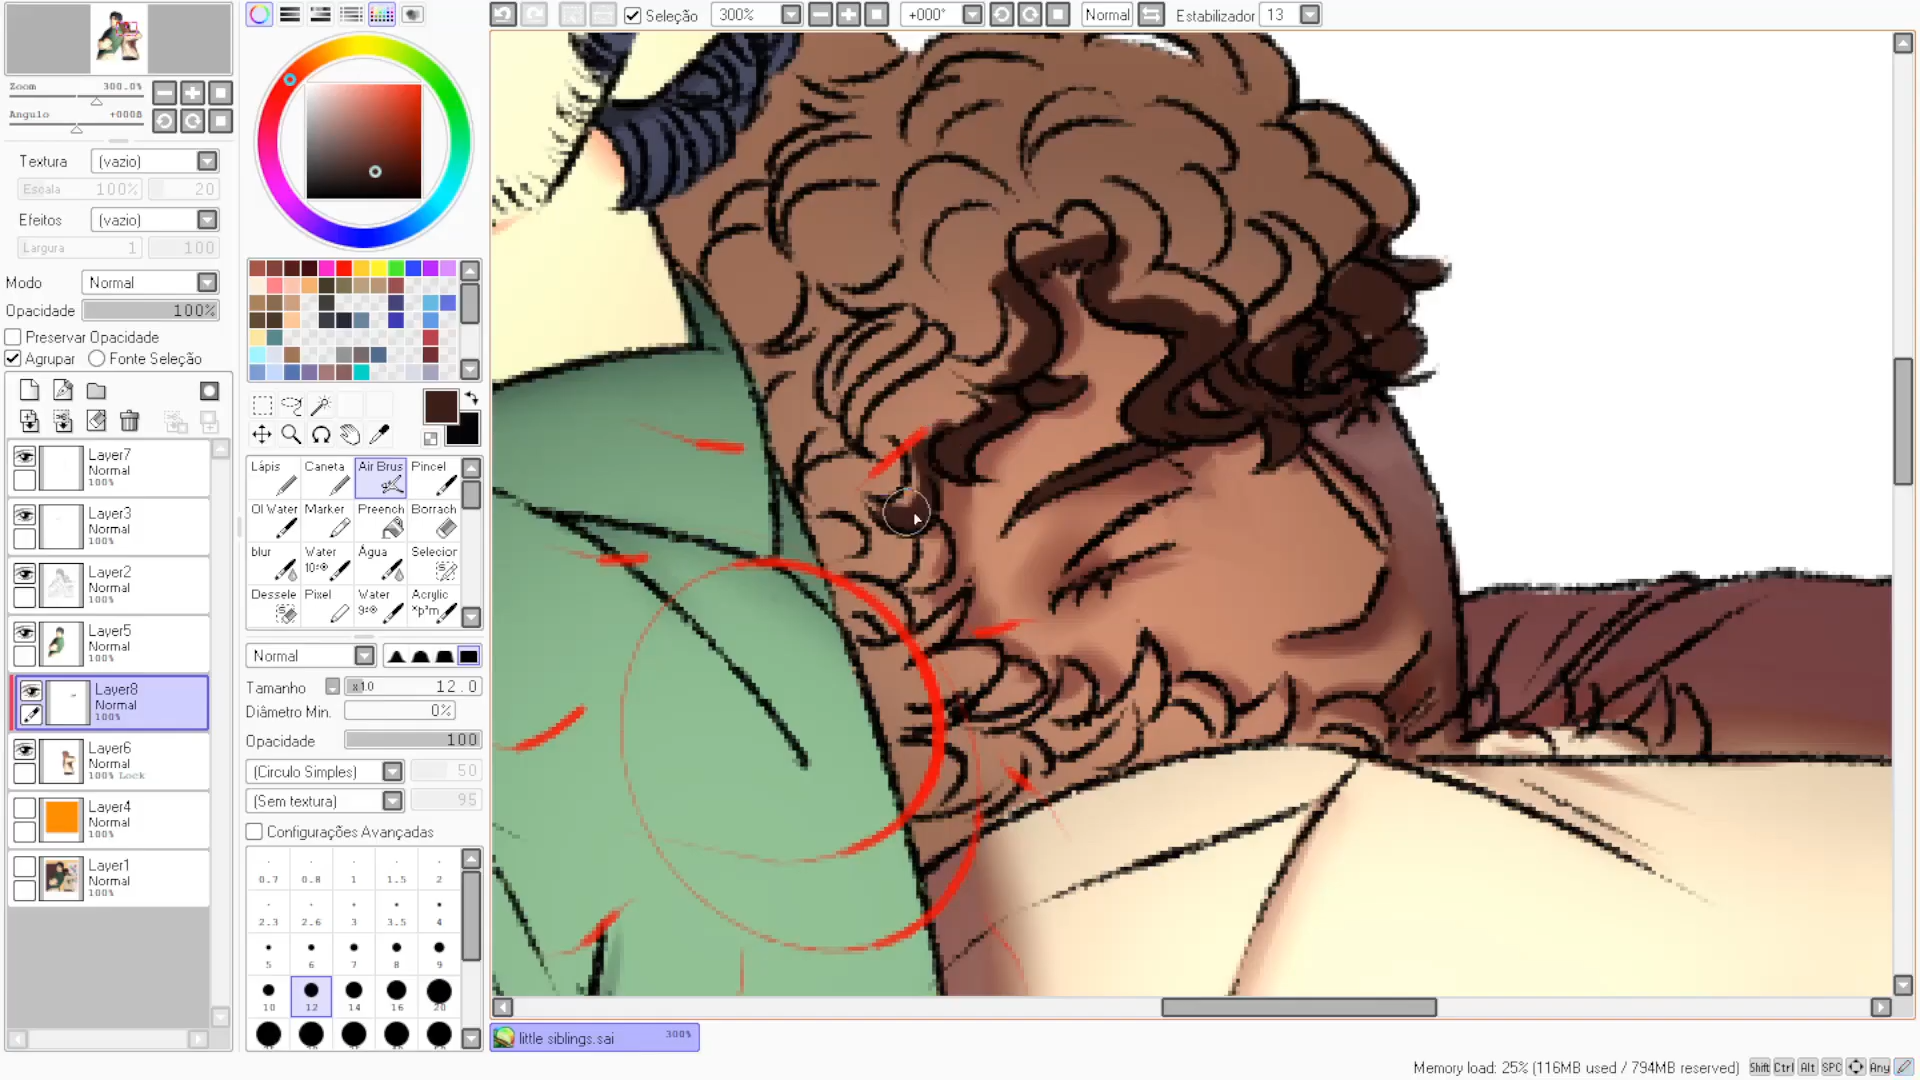 Seleção 300% +000° Normal Estabilizador 13
Zoom 300.0%
Angulo +000°
Textura (vazio)
Escala 100% 20
Efeitos (vazio)
Largura 1 100
Modo Normal
Opacidade 100%
Preservar Opacidade
Agrupar Fonte Seleção
Layer7
Normal
100%
Layer3
Normal
100%
Layer2
Normal
100%
Layer5
Normal
100%
Layer8
Normal
100%
Layer6
Normal
100% Lock
Layer4
Normal
100%
Layer1
Normal
100%
Lápis Caneta Air Brus Pincel
Ol Water Marker Preench Borrach
blur Water Água Selecior
Dessele Pixel Water Acrylic
Normal
Tamanho x1.0 12.0
Diâmetro Min. 0%
Opacidade 100
(Circulo Simples) 50
(Sem textura) 95
Configurações Avançadas
0.7 0.8 1 1.5 2
2.3 2.6 3 3.5 4
5 6 7 8 9
10 12 14 16 20
little siblings.sai 300%
Memory load: 25% (116MB used / 794MB reserved) Shift Ctrl Alt SPC Any